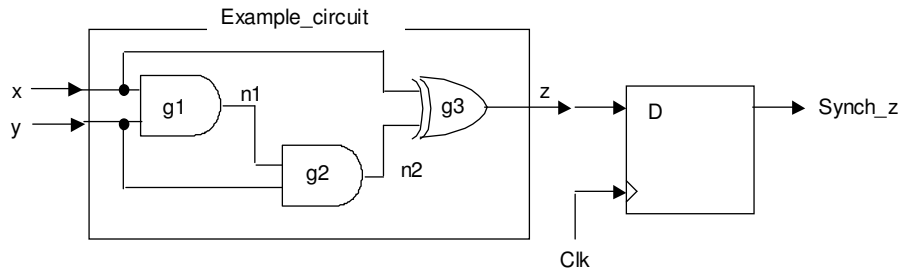 Example_circuit
x
y
g1
n1
g2
n2
g3
z
D
Synch_z
Clk